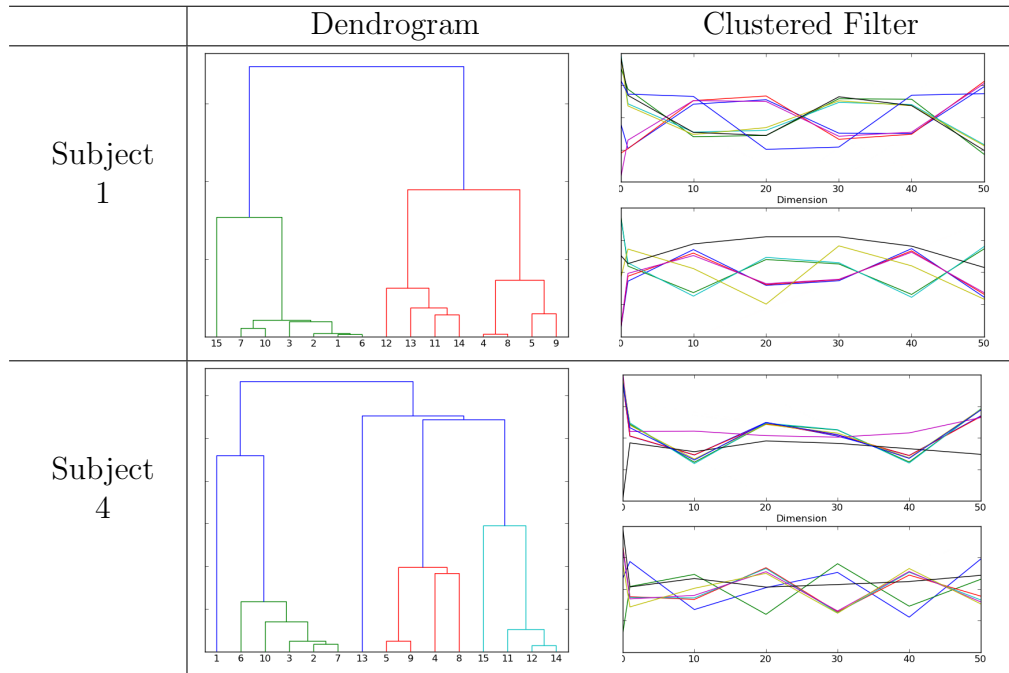 Dendrogram Clustered Filter
Subject
1
15 7 10 3 2 1 6 12 13 11 14 4 8 5 9
0 10 20 30 40 50
Dimension
0 10 20 30 40 50
Subject
4
1 6 10 3 2 7 13 5 9 4 8 15 11 12 14
0 10 20 30 40 50
Dimension
0 10 20 30 40 50